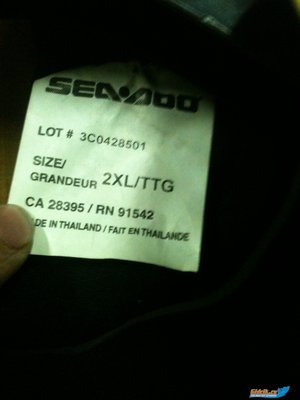 SEA-DOO
LOT # 3C0428501
SIZE/
GRANDEUR 2XL/TTG
CA 28395 / RN 91542
DE IN THAILAND / FAIT EN THAILANDE